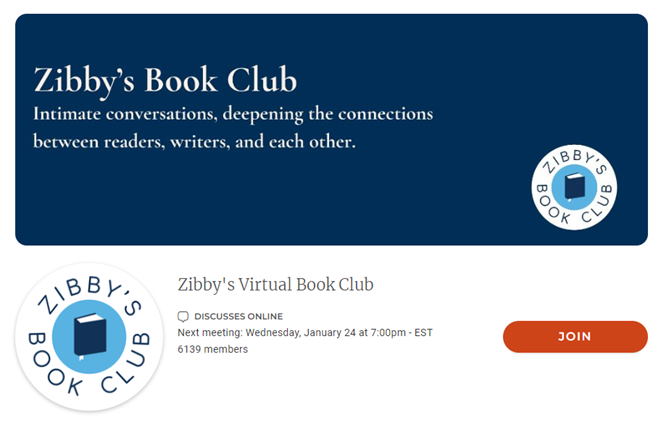 Zibby’s Book Club
Intimate conversations, deepening the connections
between readers, writers, and each other.
ZIBBY'S
BOOK CLUB
ZIBBY'S
BOOK CLUB
Zibby's Virtual Book Club
DISCUSSES ONLINE
Next meeting: Wednesday, January 24 at 7:00pm - EST
6139 members
JOIN